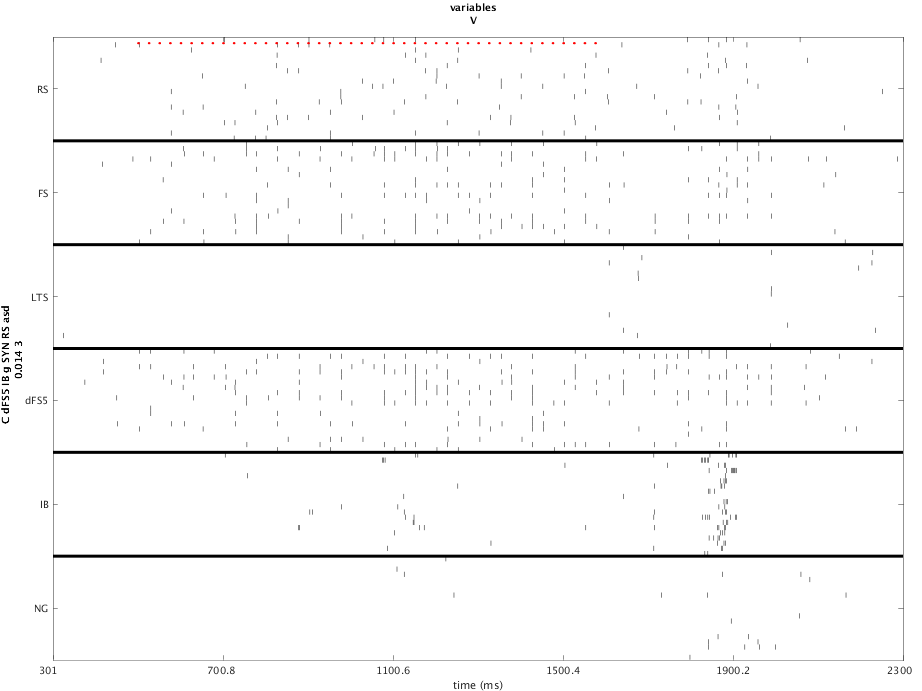 variables
V
RS
FS
LTS
dFS5
IB
NG
C dFS5 IB g SYN RS asd
0.014 3
301
700.8
1100.6
1500.4
1900.2
2300
time (ms)